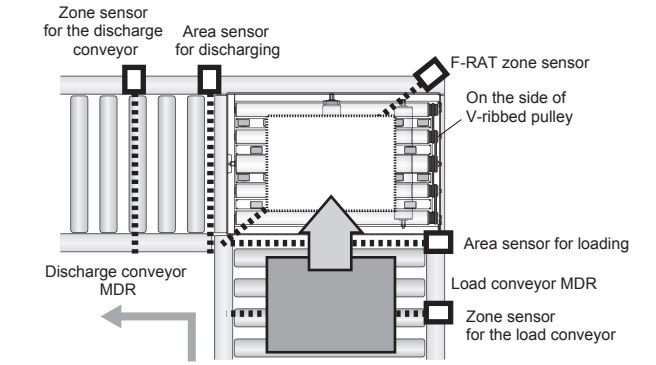 Zone sensor
for the discharge
conveyor
Area sensor
for discharging
F-RAT zone sensor
On the side of
V-ribbed pulley
Area sensor for loading
Discharge conveyor
MDR
Load conveyor MDR
Zone sensor
for the load conveyor